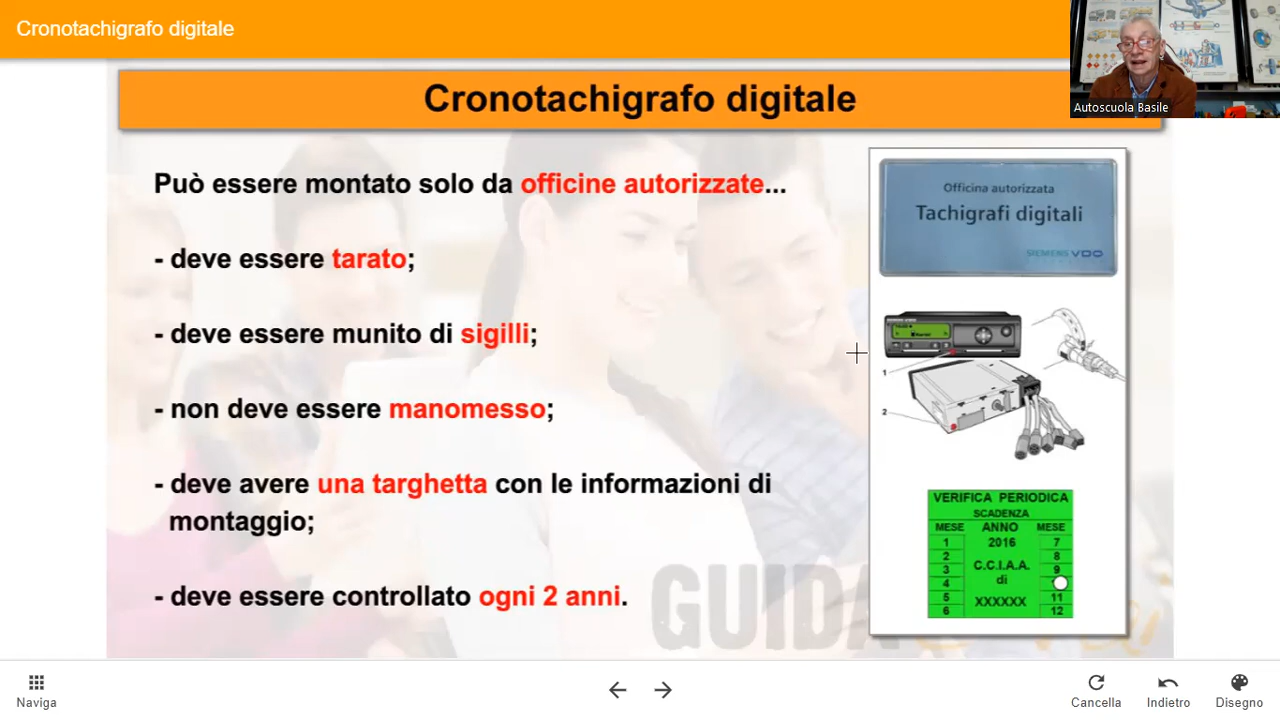 Cronotachigrafo digitale
Autoscuola Basile
Cronotachigrafo digitale
Può essere montato solo da officine autorizzate...
- deve essere tarato;
- deve essere munito di sigilli;
- non deve essere manomesso;
- deve avere una targhetta con le informazioni di
montaggio;
- deve essere controllato ogni 2 anni.
Officina autorizzata
Tachigrafi digitali
SIEMENS VDO
1
2
VERIFICA PERIODICA
SCADENZA
MESE ANNO MESE
1 2016 7
2 8
3 C.C.I.A.A. 9
4 di
5 XXXXXX 11
6 12
GUIDA
Naviga
Cancella
Indietro
Disegno